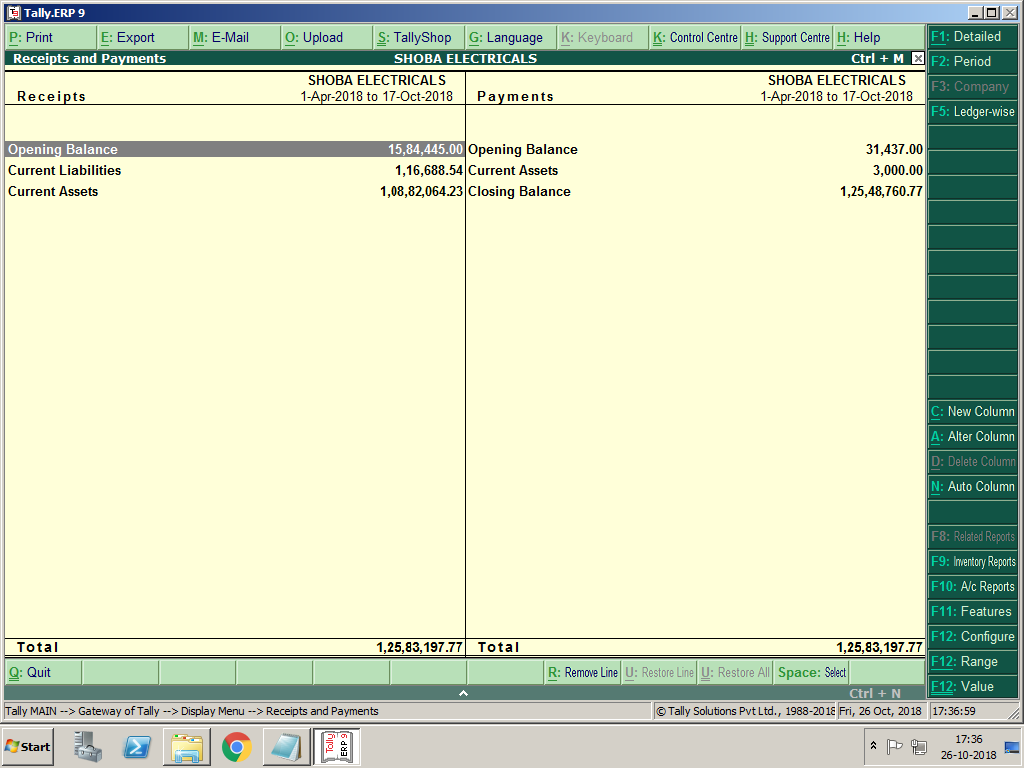 Tally.ERP 9
P: Print E: Export M: E-Mail O: Upload S: TallyShop G: Language K: Keyboard K: Control Centre H: Support Centre H: Help
Receipts and Payments SHOBA ELECTRICALS Ctrl + M
Receipts SHOBA ELECTRICALS Payments SHOBA ELECTRICALS
1-Apr-2018 to 17-Oct-2018 1-Apr-2018 to 17-Oct-2018
Opening Balance 15,84,445.00 Opening Balance 31,437.00
Current Liabilities 1,16,688.54 Current Assets 3,000.00
Current Assets 1,08,82,064.23 Closing Balance 1,25,48,760.77
Total 1,25,83,197.77 Total 1,25,83,197.77
F1: Detailed
F2: Period
F3: Company
F5: Ledger-wise
C: New Column
A: Alter Column
D: Delete Column
N: Auto Column
F8: Related Reports
F9: Inventory Reports
F10: A/c Reports
F11: Features
F12: Configure
F12: Range
F12: Value
Q: Quit R: Remove Line U: Restore Line U: Restore All Space: Select
Ctrl + N
Tally MAIN --> Gateway of Tally --> Display Menu --> Receipts and Payments © Tally Solutions Pvt Ltd., 1988-2018 Fri, 26 Oct, 2018 17:36:59
Start Tally ERP 9 17:36
26-10-2018